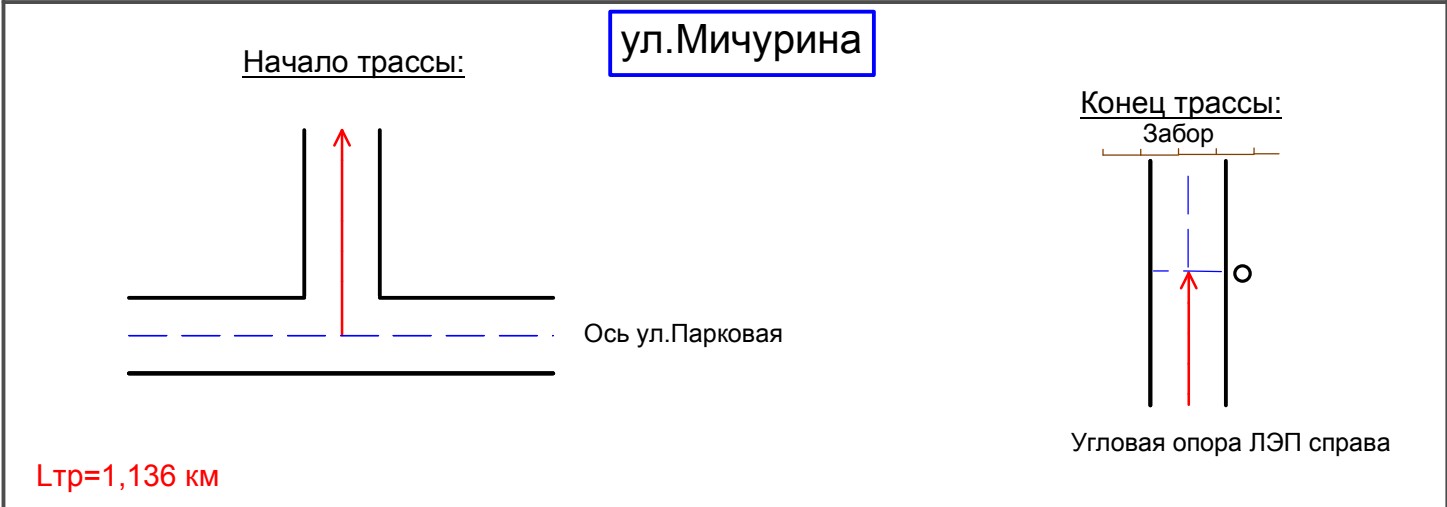 ул.Мичурина
Начало трассы:
Конец трассы:
Забор
Ось ул.Парковая
Угловая опора ЛЭП справа
Lтр=1,136 км